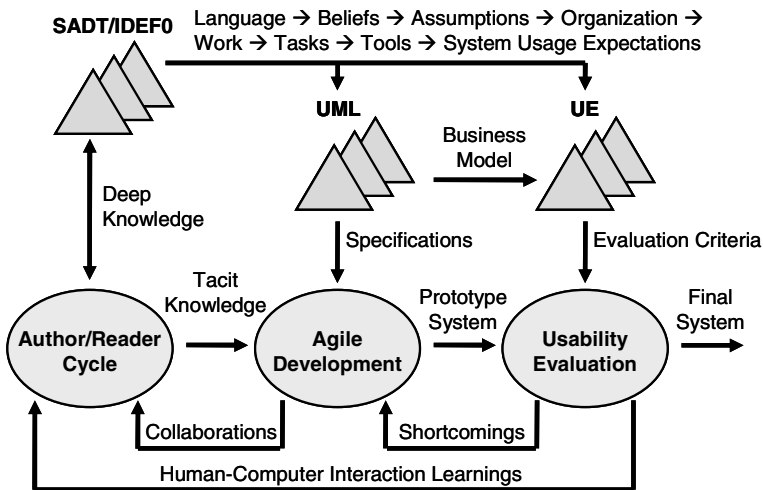 SADT/IDEF0
Language → Beliefs → Assumptions → Organization →
Work → Tasks → Tools → System Usage Expectations
UML
UE
Business
Model
Deep
Knowledge
Specifications
Evaluation Criteria
Tacit
Knowledge
Prototype
System
Final
System
Author/Reader
Cycle
Agile
Development
Usability
Evaluation
Collaborations
Shortcomings
Human-Computer Interaction Learnings